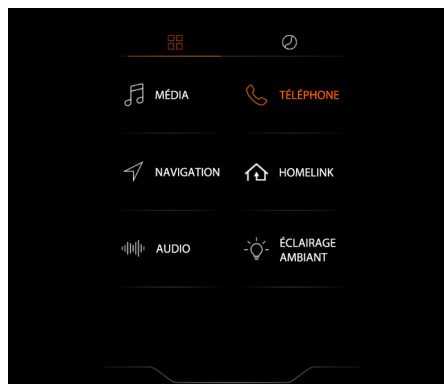 MÉDIA
TÉLÉPHONE
NAVIGATION
HOMELINK
AUDIO
ÉCLAIRAGE
AMBIANT